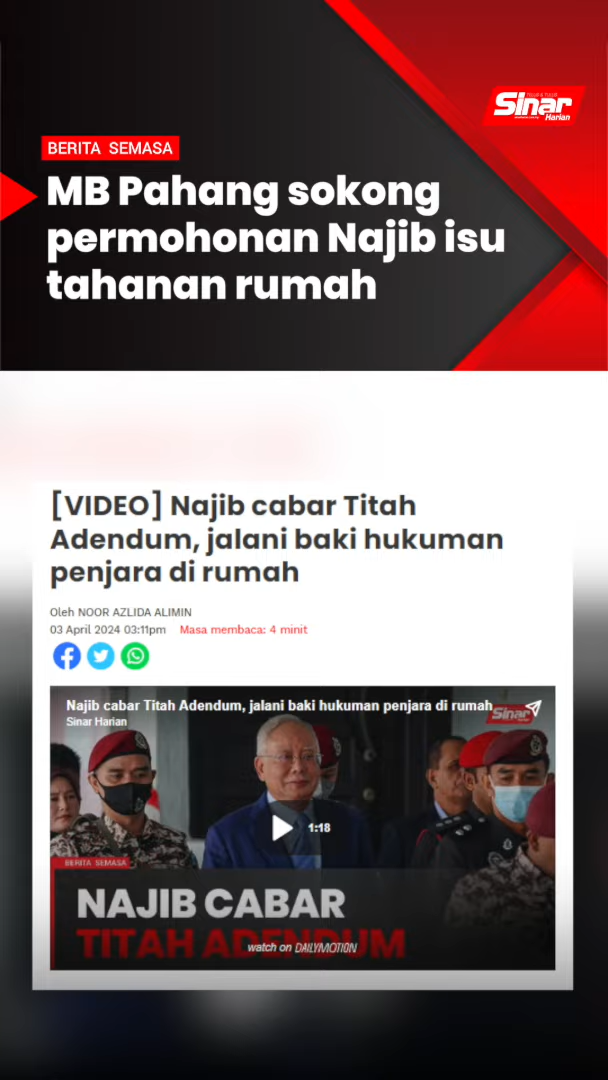 Sinar
Harian
BERITA SEMASA
MB Pahang sokong
permohonan Najib isu
tahanan rumah
[VIDEO] Najib cabar Titah
Adendum, jalani baki hukuman
penjara di rumah
Oleh NOOR AZLIDA ALIMIN
03 April 2024 03:11pm Masa membaca: 4 minit
Najib cabar Titah Adendum, jalani baki hukuman penjara di rumah
Sinar Harian
Sinar
1:18
BERITA SEMASA
NAJIB CABAR
TITAH ADENDUM
watch on DAILYMOTION